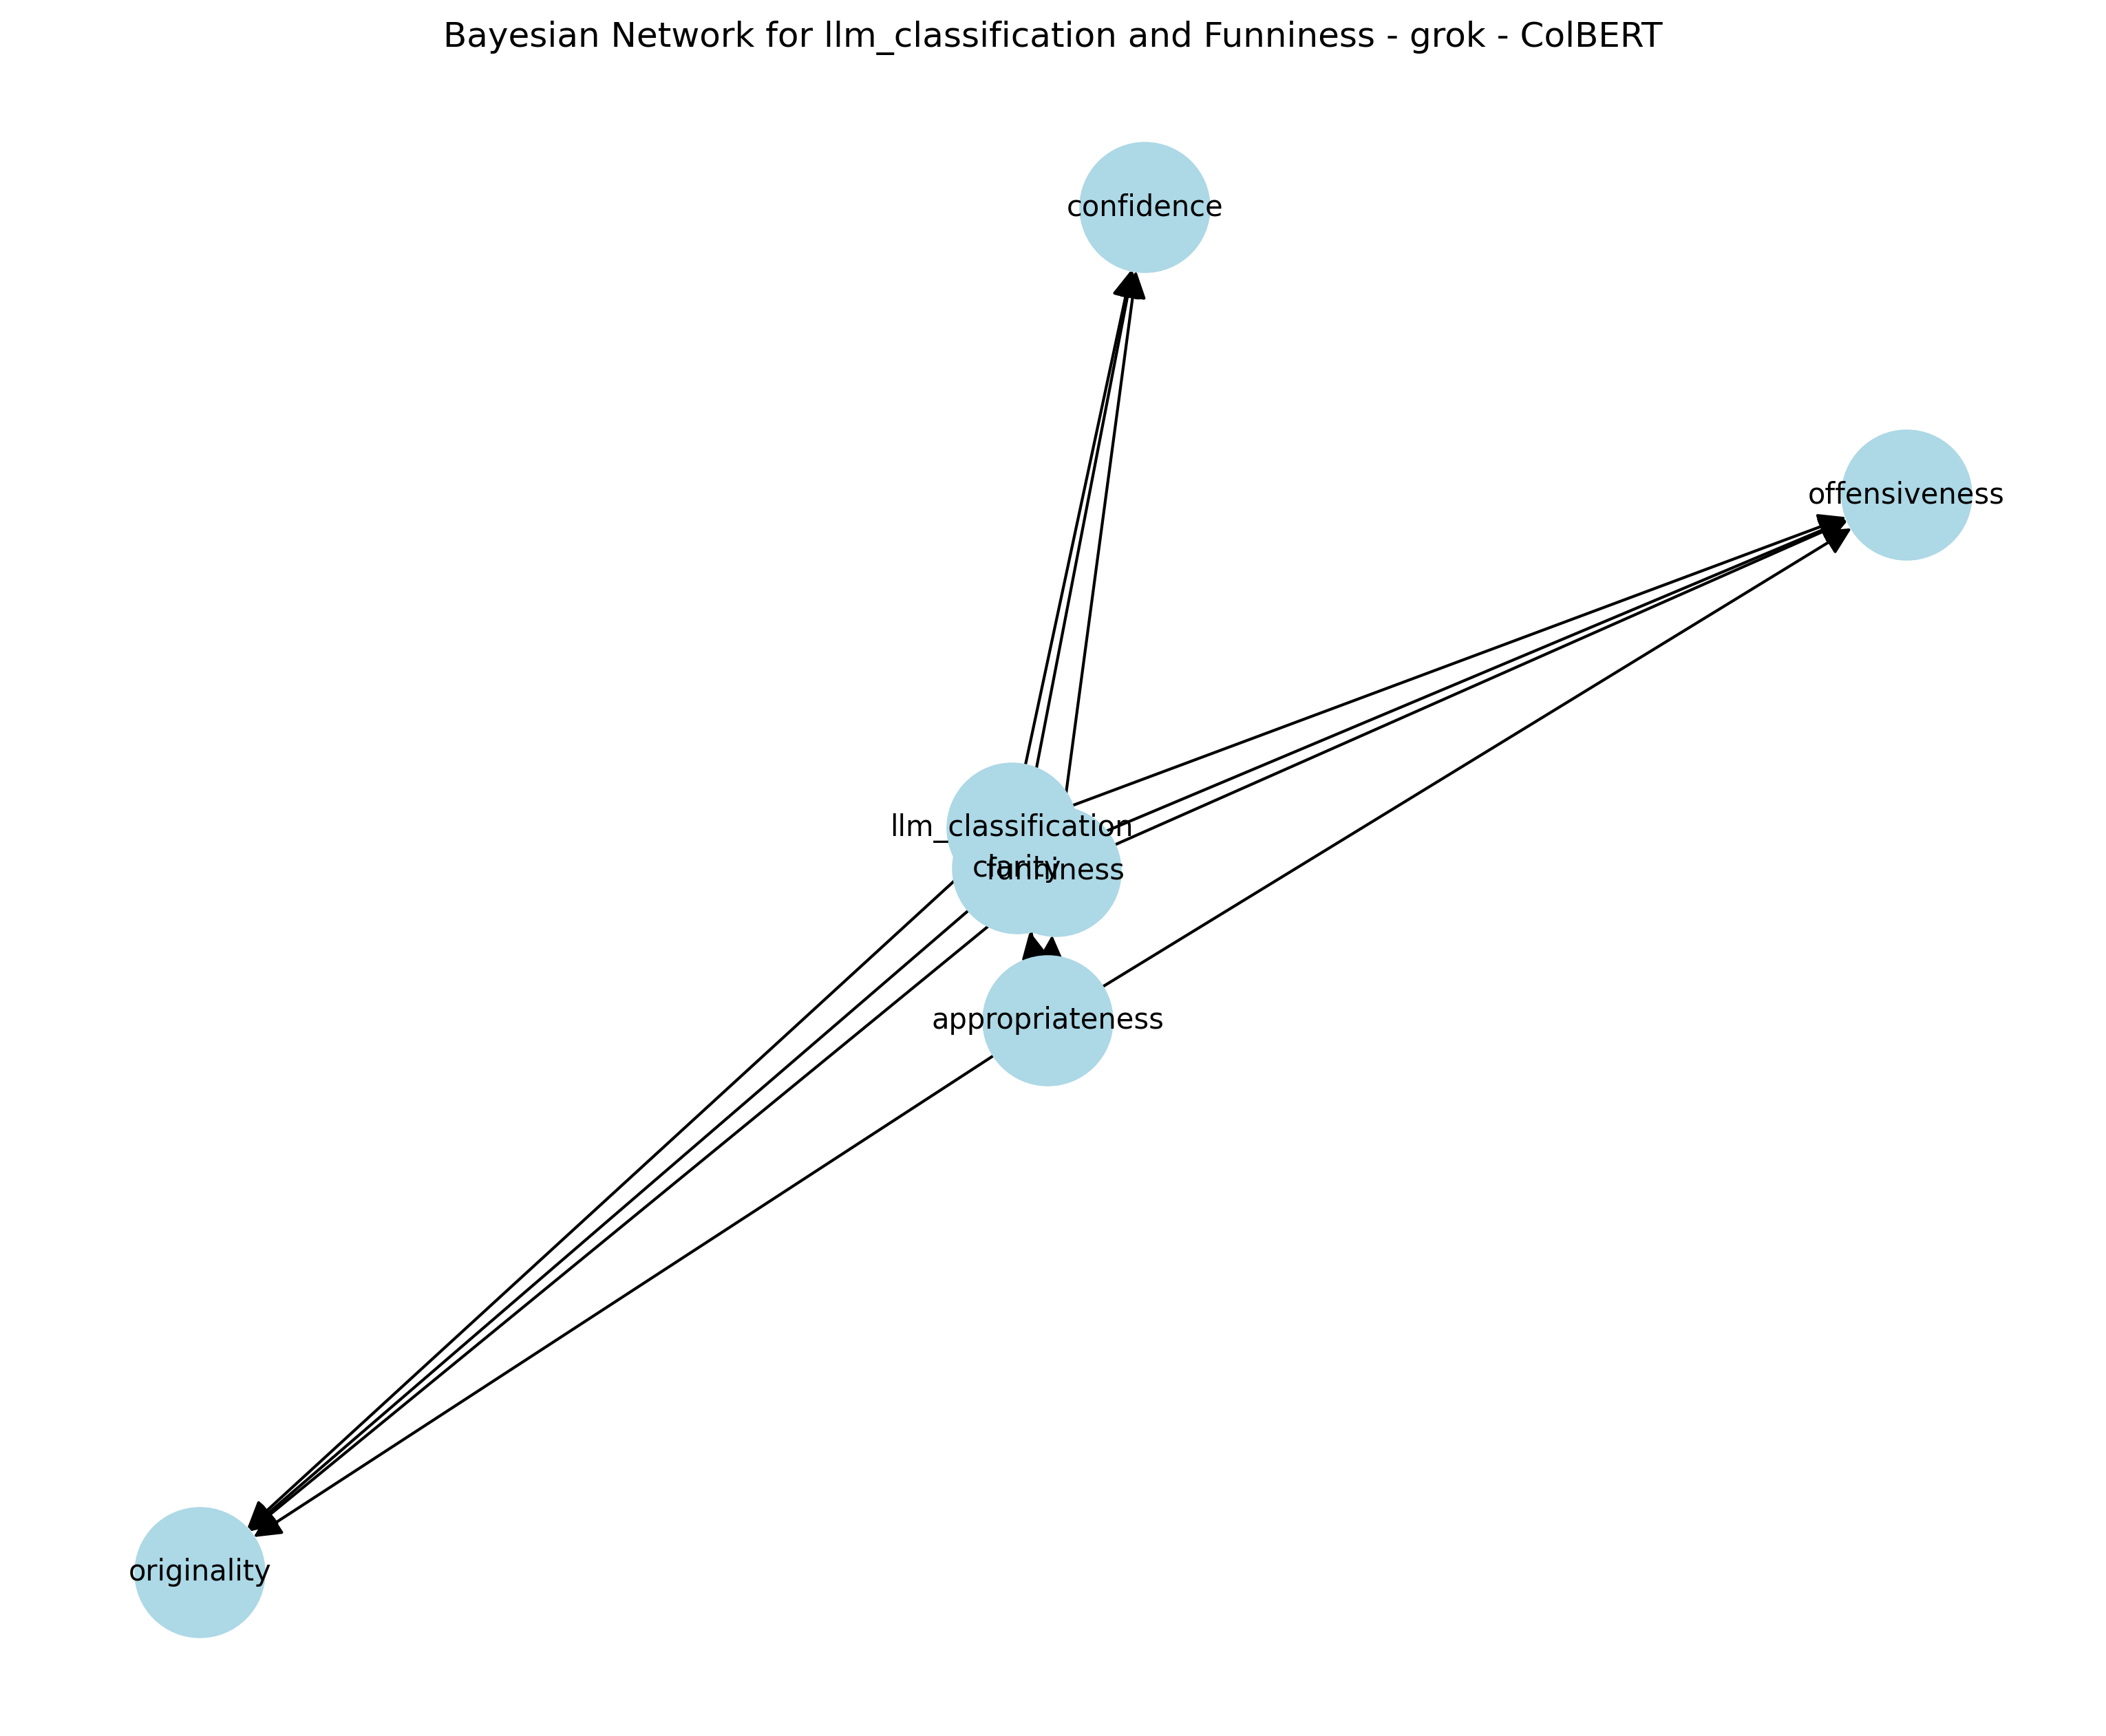 Bayesian Network for llm_classification and Funniness - grok - ColBERT
confidence
offensiveness
llm_classification
clarity
funniness
appropriateness
originality